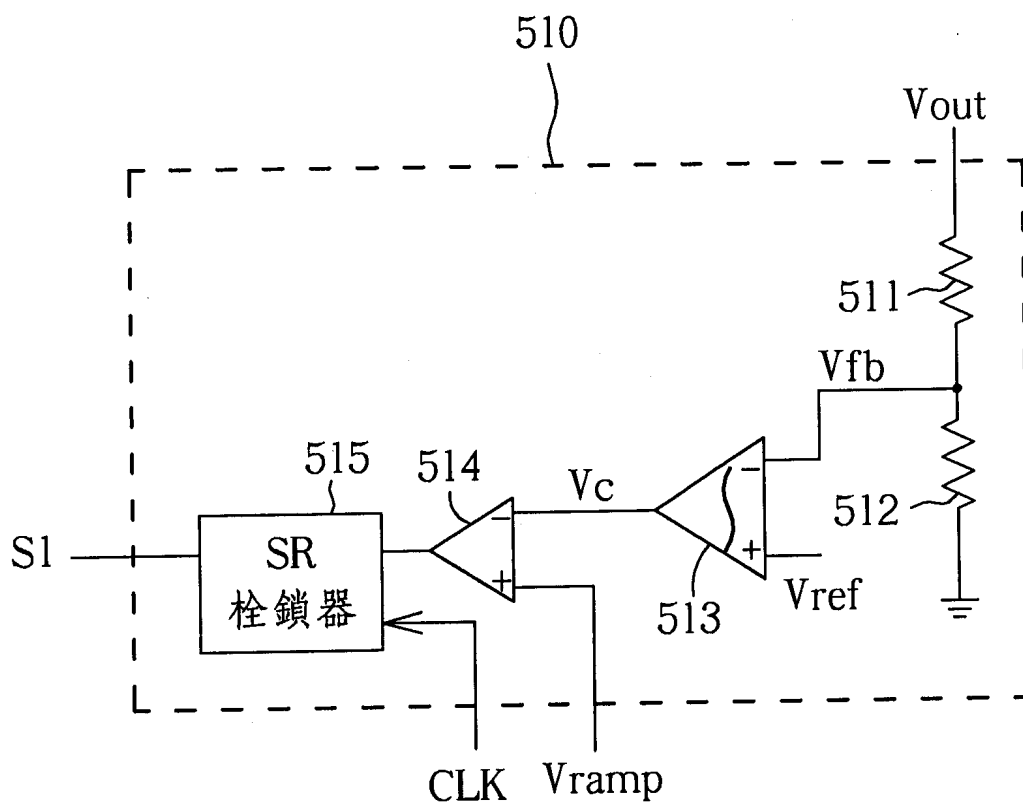 510
Vout
511
Vfb
515
514
Vc
−
512
S1
SR
栓鎖器
−
+
+
513
Vref
CLK
Vramp